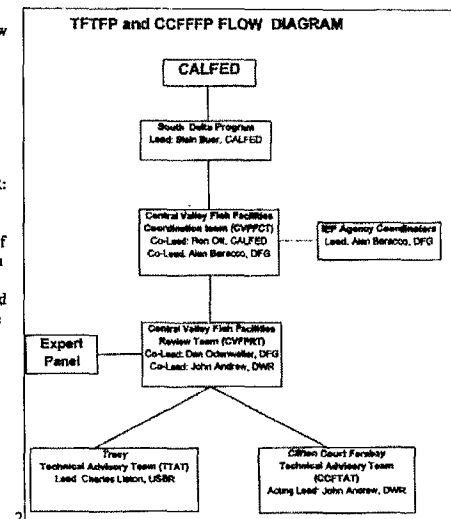 w
TFTFP and CCFFFP FLOW DIAGRAM
CALFED
South Delta Program
Lead: Stein Buer, CALFED
:
Central Valley Fish Facilities
Coordination team (CVFFCT)
Co-Lead: Ron Ott, CALFED
Co-Lead: Alan Baracco, DFG
IEP Agency Coordinators
Lead: Alan Baracco, DFG
f
d
Expert
Panel
Central Valley Fish Facilities
Review Team (CVFFRT)
Co-Lead: Dan Odenweller, DFG
Co-Lead: John Andrew, DWR
Tracy
Technical Advisory Team (TTAT)
Lead: Charles Liston, USBR
Clifton Court Forebay
Technical Advisory Team
(CCFTAT)
Acting Lead: John Andrew, DWR
2